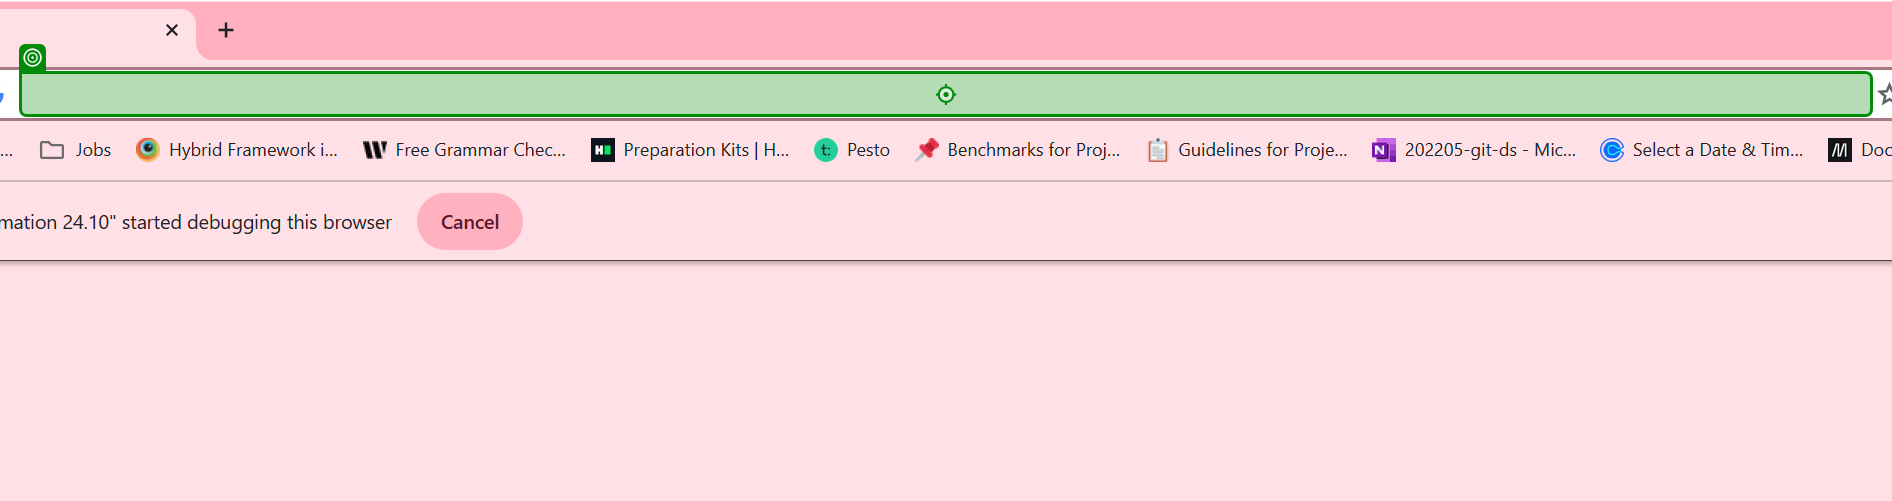 ... Jobs Hybrid Framework i... Free Grammar Chec... Preparation Kits | H... Pesto Benchmarks for Proj... Guidelines for Proje... 202205-git-ds - Mic... Select a Date & Tim... Doc
mation 24.10" started debugging this browser Cancel